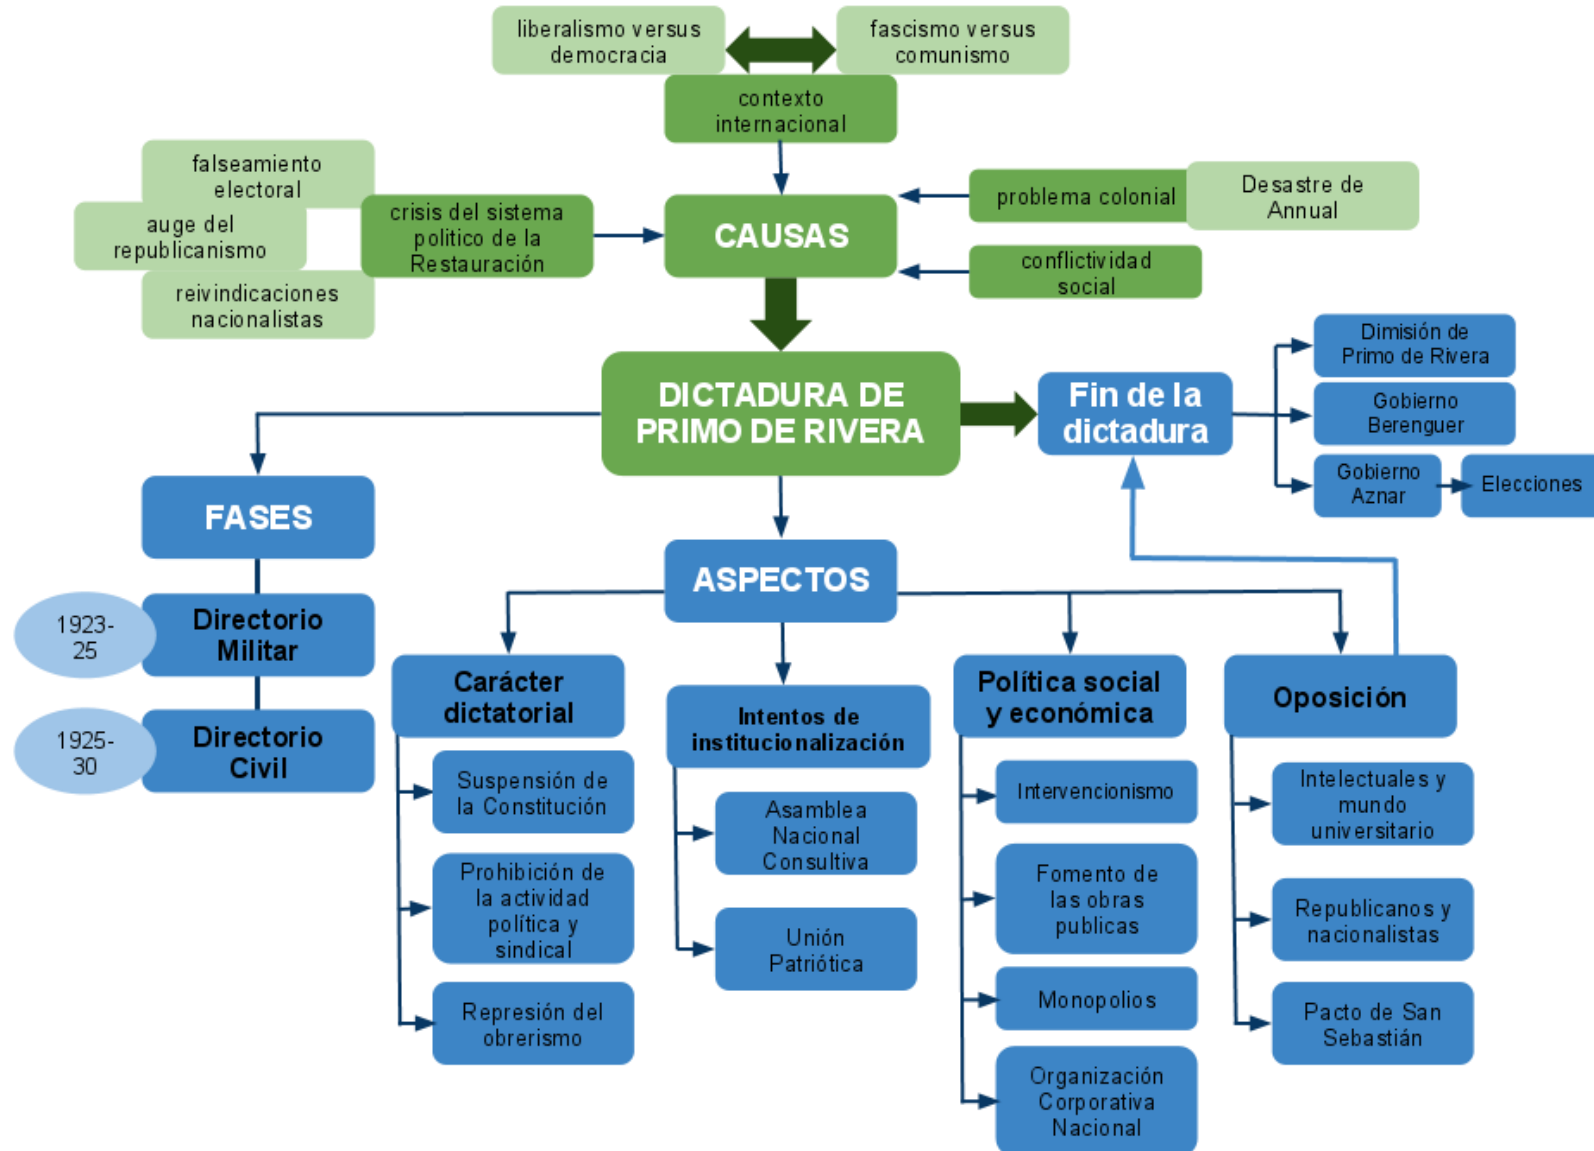 liberalismo versus
democracia
fascismo versus
comunismo
contexto
internacional
falseamiento
electoral
auge del
republicanismo
reivindicaciones
nacionalistas
crisis del sistema
politico de la
Restauración
CAUSAS
problema colonial
Desastre de
Annual
conflictividad
social
DICTADURA DE
PRIMO DE RIVERA
Fin de la
dictadura
Dimisión de
Primo de Rivera
Gobierno
Berenguer
Gobierno
Aznar
Elecciones
FASES
1923-
25
Directorio
Militar
1925-
30
Directorio
Civil
ASPECTOS
Carácter
dictatorial
Suspensión de
la Constitución
Prohibición de
la actividad
política y
sindical
Represión del
obrerismo
Intentos de
institucionalización
Asamblea
Nacional
Consultiva
Unión
Patriótica
Política social
y económica
Intervencionismo
Fomento de
las obras
publicas
Monopolios
Organización
Corporativa
Nacional
Oposición
Intelectuales y
mundo
universitario
Republicanos y
nacionalistas
Pacto de San
Sebastián